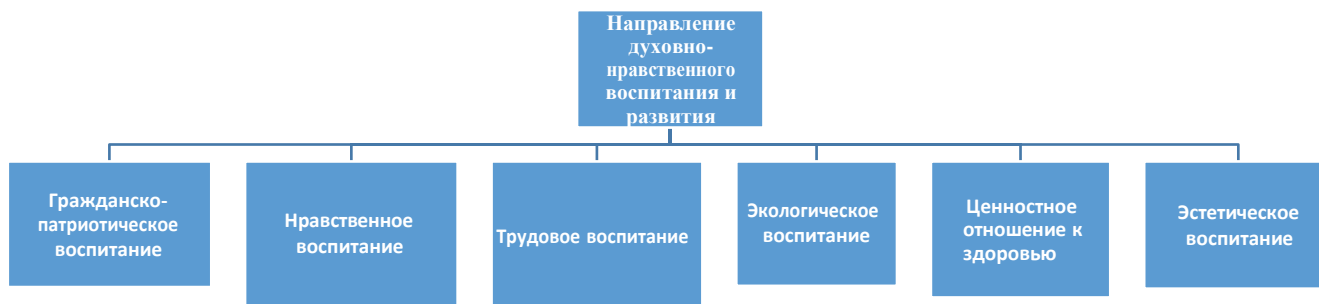 Направление
духовно-
нравственного
воспитания и
развития
Гражданско-
патриотическое
воспитание
Нравственное
воспитание
Трудовое воспитание
Экологическое
воспитание
Ценностное
отношение к
здоровью
Эстетическое
воспитание